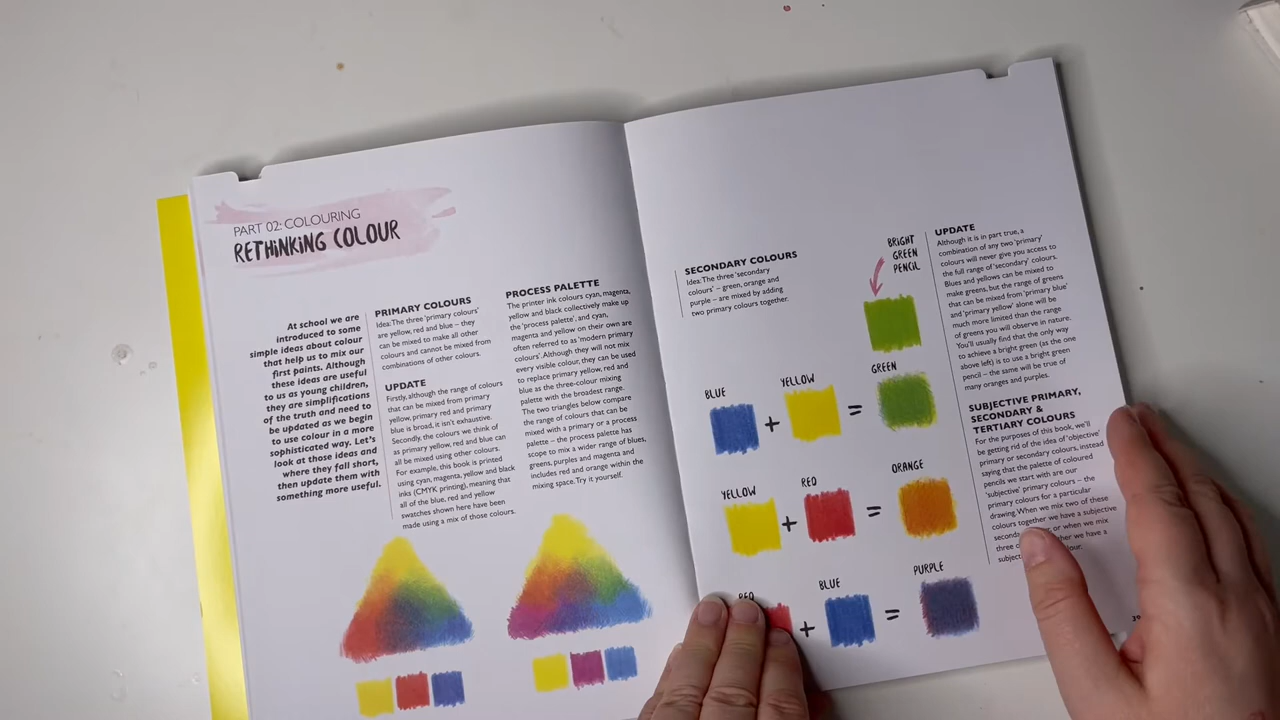 PART 02: COLOURING
RETHINKING COLOUR
At school we are
introduced to some
simple ideas about colour
that help us to mix our
first paints. Although
these ideas are useful
to us as young children,
they are simplifications
of the truth and need to
be updated as we begin
to use colour in a more
sophisticated way. Let's
look at those ideas and
where they fall short,
then update them with
something more useful.
PRIMARY COLOURS
Idea: The three 'primary colours'
are yellow, red and blue – they
can be mixed to make all other
colours and cannot be mixed from
combinations of other colours.
UPDATE
Firstly, although the range of colours
that can be mixed from primary
yellow, primary red and primary
blue is broad, it isn't exhaustive.
Secondly, the colours we think of
as primary yellow, red and blue can
all be mixed using other colours.
For example, this book is printed
using cyan, magenta, yellow and black
inks (CMYK printing), meaning that
all of the blue, red and yellow
swatches shown here have been
made using a mix of those colours.
PROCESS PALETTE
The printer ink colours cyan, magenta,
yellow and black collectively make up
the 'process palette', and cyan,
magenta and yellow on their own are
often referred to as 'modern primary
colours'. Although they will not mix
every visible colour, they can be used
to replace primary yellow, red and
blue as the three-colour mixing
palette with the broadest range.
The two triangles below compare
the range of colours that can be
mixed with a primary or a process
palette – the process palette has
scope to mix a wider range of blues,
greens, purples and magenta and
includes red and orange within the
mixing space. Try it yourself.
SECONDARY COLOURS
Idea: The three 'secondary
colours' – green, orange and
purple – are mixed by adding
two primary colours together.
BRIGHT
GREEN
PENCIL
BLUE + YELLOW = GREEN
YELLOW + RED = ORANGE
RED + BLUE = PURPLE
UPDATE
Although it is in part true, a
combination of any two 'primary'
colours will never give you access to
the full range of 'secondary' colours.
Blues and yellows can be mixed to
make greens, but the range of greens
that can be mixed from 'primary blue'
and 'primary yellow' alone will be
much more limited than the range
of greens you will observe in nature.
You'll usually find that the only way
to achieve a bright green (as the one
above left) is to use a bright green
pencil – the same will be true of
many oranges and purples.
SUBJECTIVE PRIMARY,
SECONDARY &
TERTIARY COLOURS
For the purposes of this book, we'll
be getting rid of the idea of 'objective'
primary or secondary colours, instead
saying that the palette of coloured
pencils we start with are our
'subjective' primary colours – the
primary colours for a particular
drawing. When we mix two of these
colours together we have a subjective
or when we mix
three
we have a